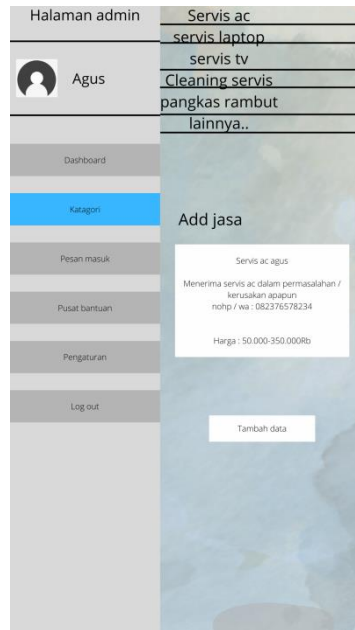 Halaman admin
Agus
Dashboard
Katagori
Pesan masuk
Pusat bantuan
Pengaturan
Log out
Servis ac
servis laptop
servis tv
Cleaning servis
pangkas rambut
lainnya..
Add jasa
Servis ac agus
Menerima servis ac dalam permasalahan /
kerusakan apapun
nohp / wa : 082376578234
Harga : 50.000-350.000Rb
Tambah data